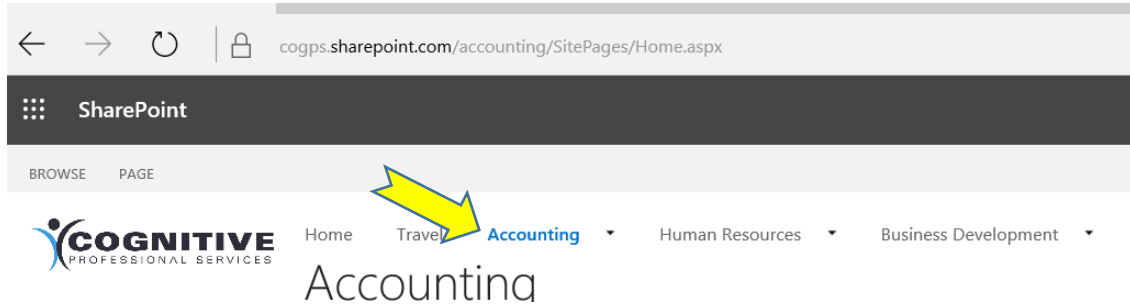 cogps.sharepoint.com/accounting/SitePages/Home.aspx
SharePoint
BROWSE PAGE
COGNITIVE
PROFESSIONAL SERVICES
Home Travel Accounting Human Resources Business Development
Accounting